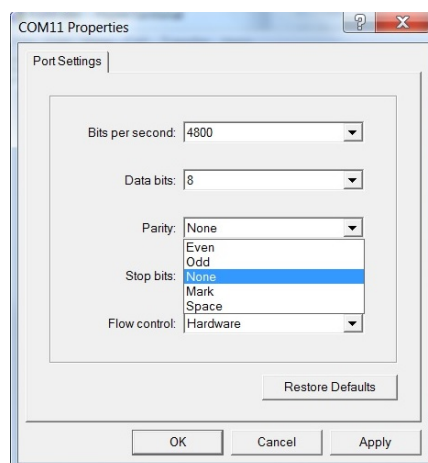 COM11 Properties
Port Settings
Bits per second: 4800
Data bits: 8
Parity: None
Even
Odd
Stop bits: None
Mark
Space
Flow control: Hardware
Restore Defaults
OK Cancel Apply